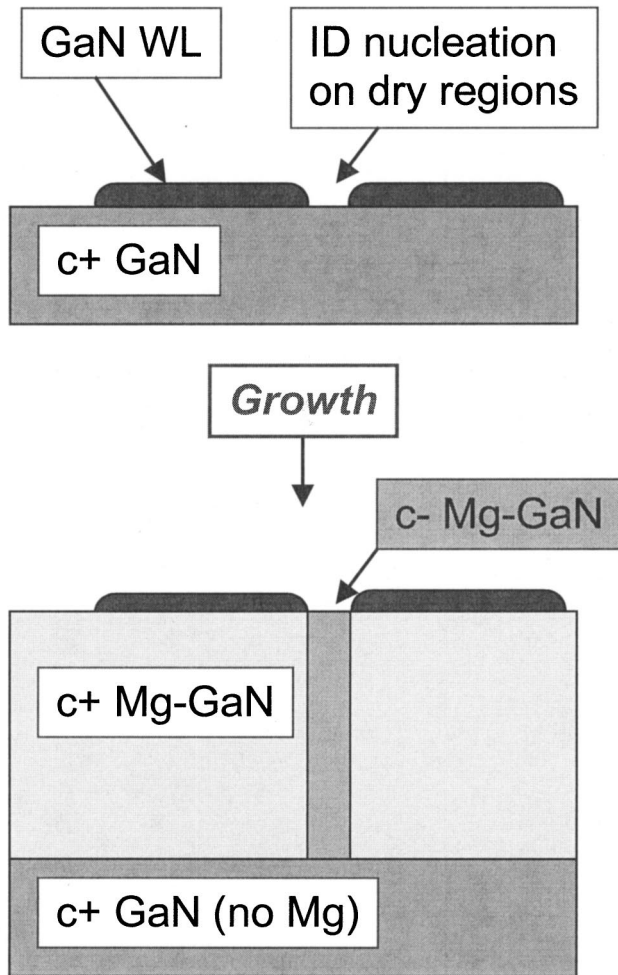 GaN WL
ID nucleation
on dry regions
c+ GaN
Growth
c- Mg-GaN
c+ Mg-GaN
c+ GaN (no Mg)